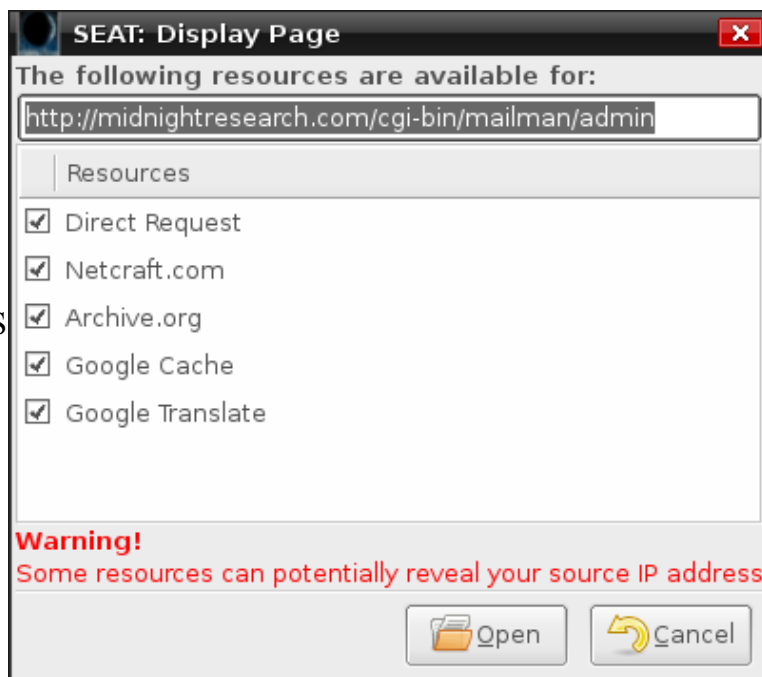 SEAT: Display Page
The following resources are available for:
http://midnightresearch.com/cgi-bin/mailman/admin
Resources
Direct Request
Netcraft.com
s
Archive.org
Google Cache
Google Translate
Warning!
Some resources can potentially reveal your source IP address
Open
Cancel